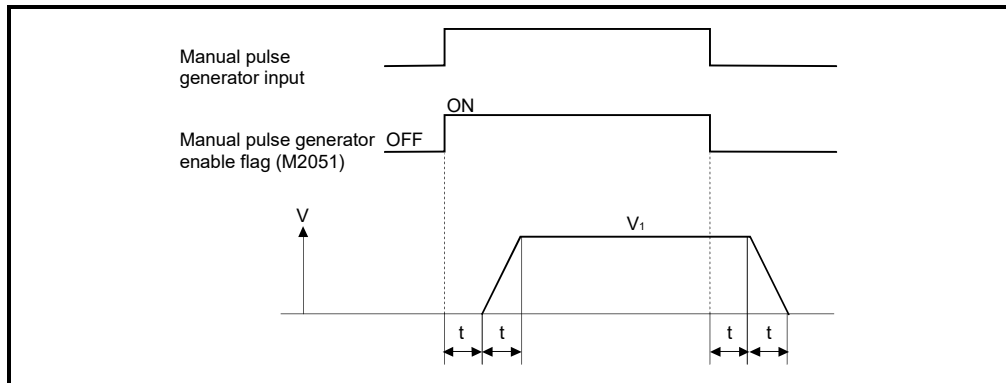 Manual pulse
generator input
ON
Manual pulse generator OFF
enable flag (M2051)
V
V1
t t t t